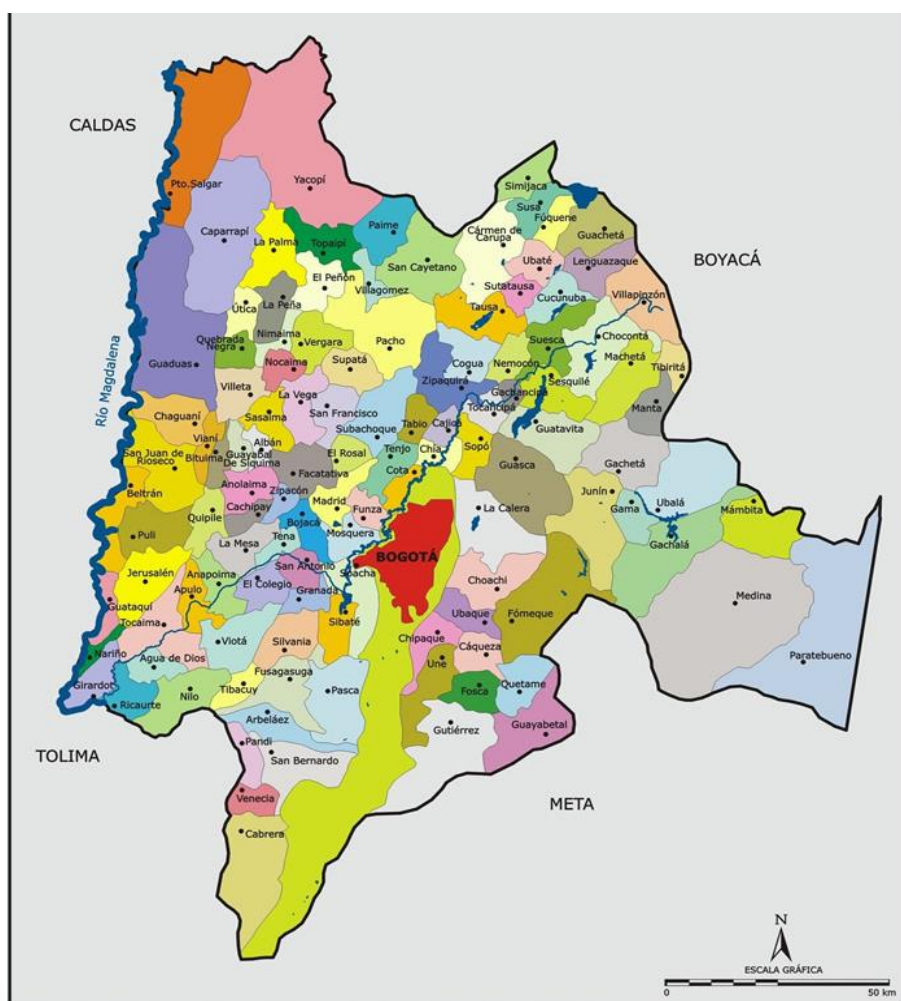 CALDAS
Pto.Salgar
Yacopí
Simijaca
Susa
Fúquene
Caparrapí
La Palma
Topaipí
Paime
Cármen de
Carupa
Guachetá
San Cayetano
Ubaté
Lenguazaque
BOYACÁ
El Peñón
Villagomez
Sutatausa
Cucunuba
Villapinzón
Útica
La Peña
Tausa
Río Magdalena
Quebrada
Negra
Nimaima
Vergara
Pacho
Suesca
Chocontá
Machetá
Guaduas
Nocaima
Supatá
Cogua
Nemocón
Tibiritá
Villeta
Zipaquirá
Sesquilé
La Vega
Gachancipá
Manta
Chaguaní
Sasaima
San Francisco
Tocancipá
Subachoque
Tabio
Cajica
Guatavita
Vianí
Bituima
Albán
Guayabal
De Siquima
San Juan de
Rioseco
El Rosal
Tenjo
Chía
Sopó
Guasca
Gachetá
Facatativa
Cota
Beltrán
Anolaima
Zipacón
Madrid
Funza
Junín
Gama
Ubalá
Mámbita
Quipile
Cachipay
Bojacá
Mosquera
La Calera
Puli
La Mesa
Tena
BOGOTÁ
Gachalá
Jerusalén
Anapoima
San Antonio
Soacha
Choachi
Apulo
El Colegio
Granada
Medina
Guataquí
Tocaima
Sibaté
Ubaque
Fómeque
Viotá
Silvania
Chipaque
Nariño
Agua de Dios
Une
Cáqueza
Paratebueno
Girardot
Fusagasuga
Tibacuy
Pasca
Fosca
Quetame
Ricaurte
Nilo
Arbeláez
Gutiérrez
Guayabetal
TOLIMA
Pandi
San Bernardo
Venecia
META
Cabrera
N
ESCALA GRÁFICA
0 50 km